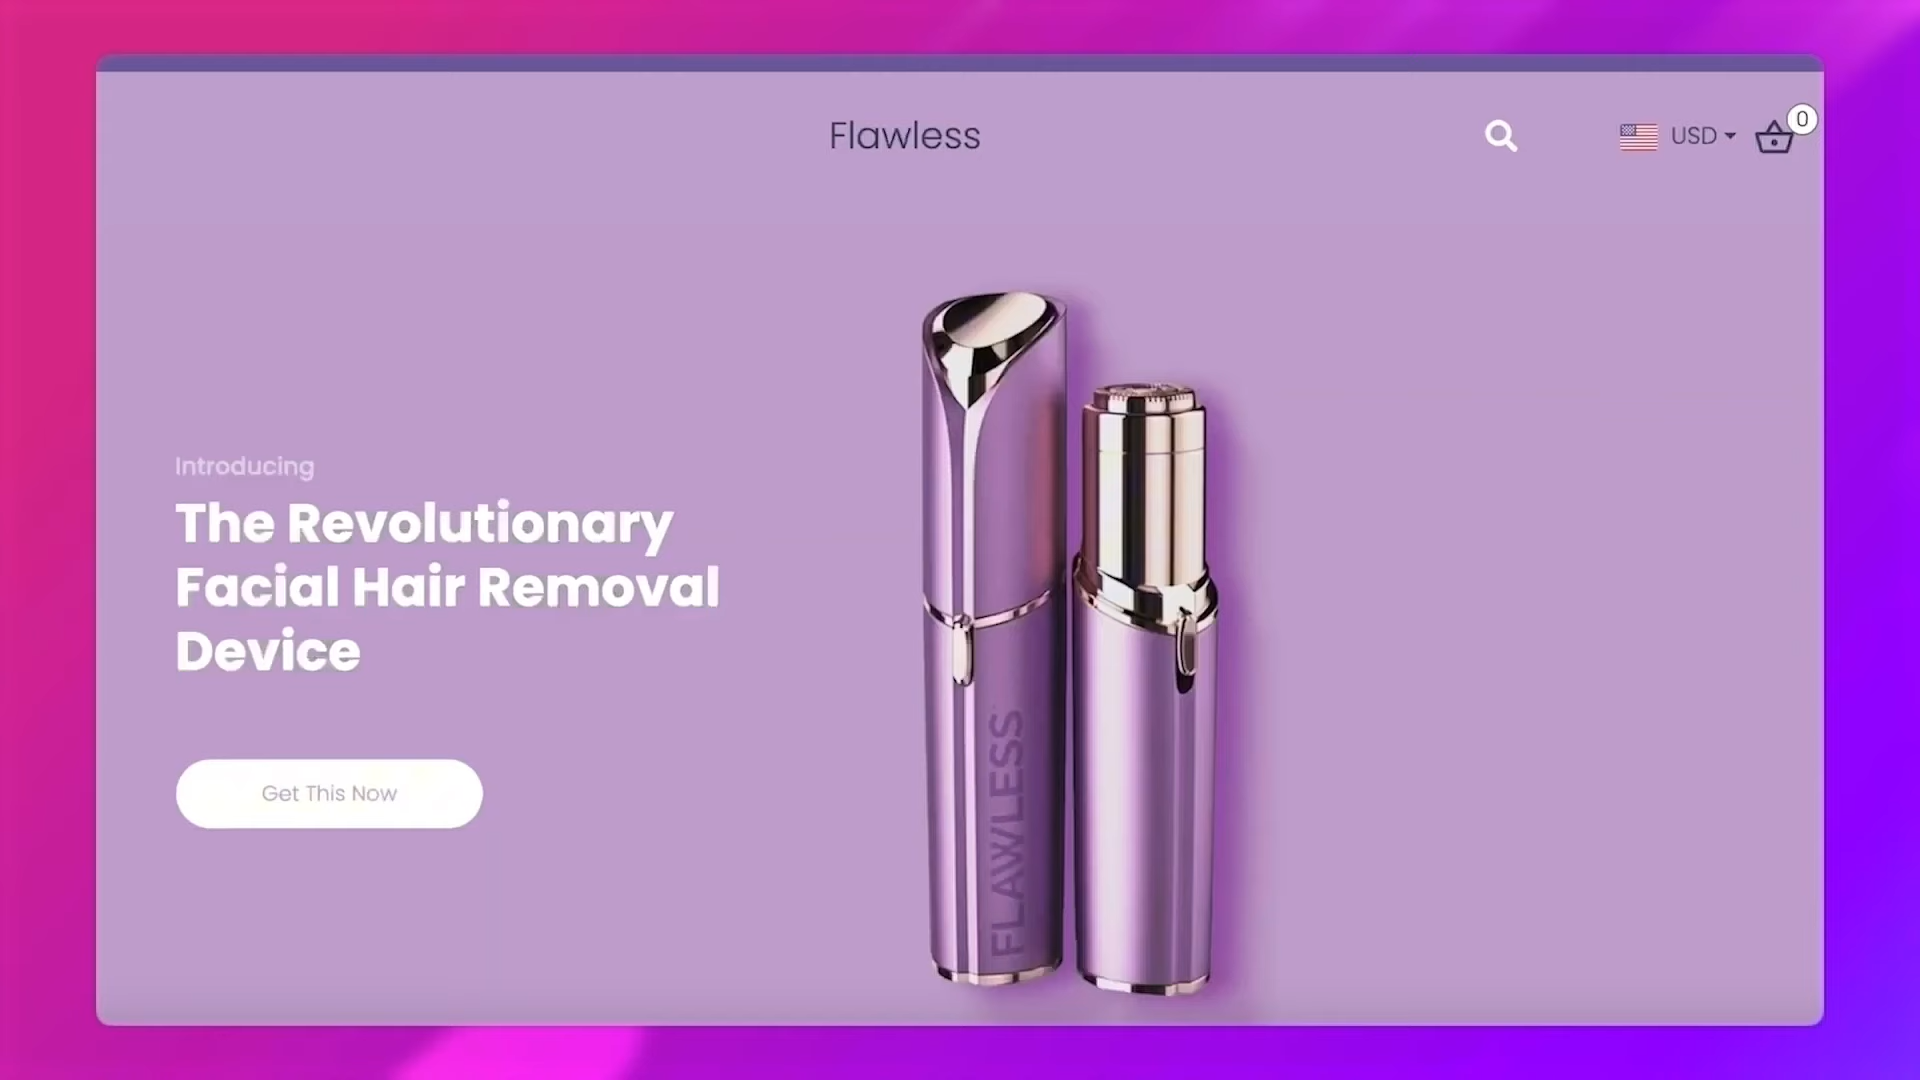 Flawless
USD
0
Introducing
The Revolutionary
Facial Hair Removal
Device
Get This Now
FLAWLESS